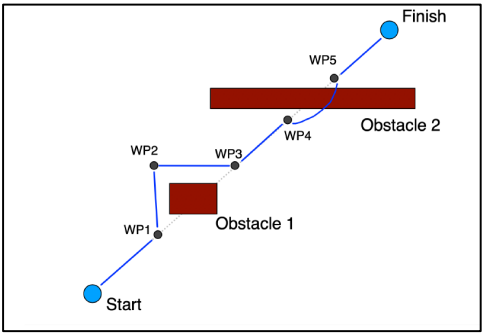 Finish
WP5
Obstacle 2
WP4
WP2
WP3
Obstacle 1
WP1
Start